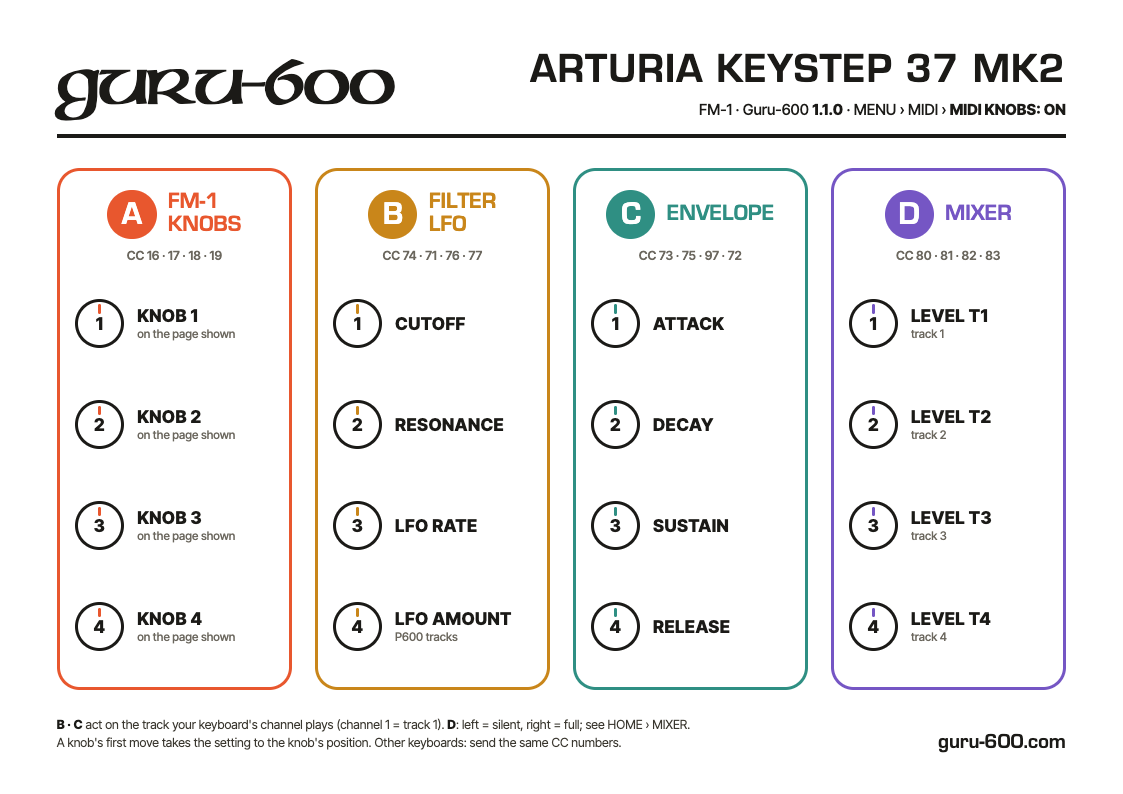 guru-600
ARTURIA KEYSTEP 37 MK2
FM-1 · Guru-600 1.1.0 · MENU › MIDI › MIDI KNOBS: ON
A
FM-1
KNOBS
CC 16 · 17 · 18 · 19
1
KNOB 1
on the page shown
2
KNOB 2
on the page shown
3
KNOB 3
on the page shown
4
KNOB 4
on the page shown
B
FILTER
LFO
CC 74 · 71 · 76 · 77
1
CUTOFF
2
RESONANCE
3
LFO RATE
4
LFO AMOUNT
P600 tracks
C
ENVELOPE
CC 73 · 75 · 97 · 72
1
ATTACK
2
DECAY
3
SUSTAIN
4
RELEASE
D
MIXER
CC 80 · 81 · 82 · 83
1
LEVEL T1
track 1
2
LEVEL T2
track 2
3
LEVEL T3
track 3
4
LEVEL T4
track 4
B · C act on the track your keyboard's channel plays (channel 1 = track 1). D: left = silent, right = full; see HOME › MIXER.
A knob's first move takes the setting to the knob's position. Other keyboards: send the same CC numbers.
guru-600.com